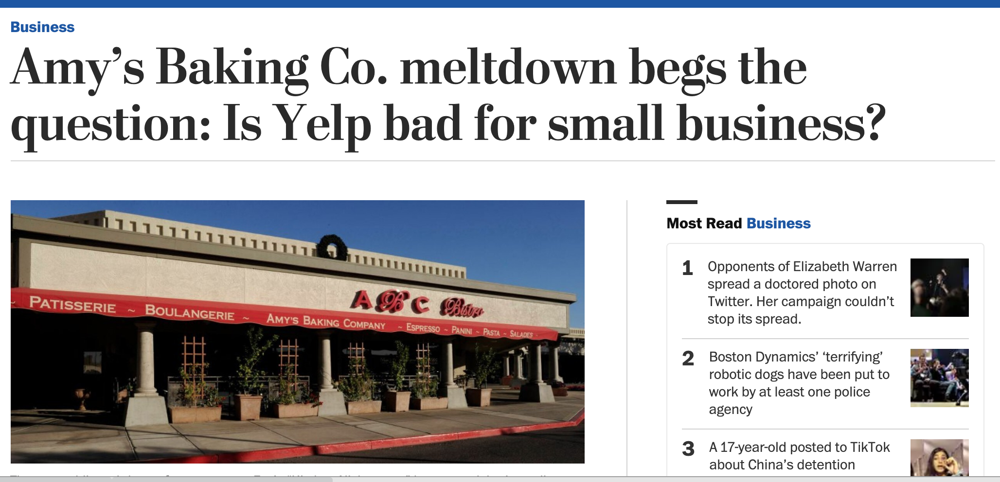 Business
Amy’s Baking Co. meltdown begs the
question: Is Yelp bad for small business?
A B C Bistro
~ PATISSERIE ~ BOULANGERIE ~ AMY'S BAKING COMPANY ~ ESPRESSO ~ PANINI ~ PASTA ~ SALADES ~
Most Read Business
1 Opponents of Elizabeth Warren
spread a doctored photo on
Twitter. Her campaign couldn’t
stop its spread.
2 Boston Dynamics’ ‘terrifying’
robotic dogs have been put to
work by at least one police
agency
3 A 17-year-old posted to TikTok
about China’s detention